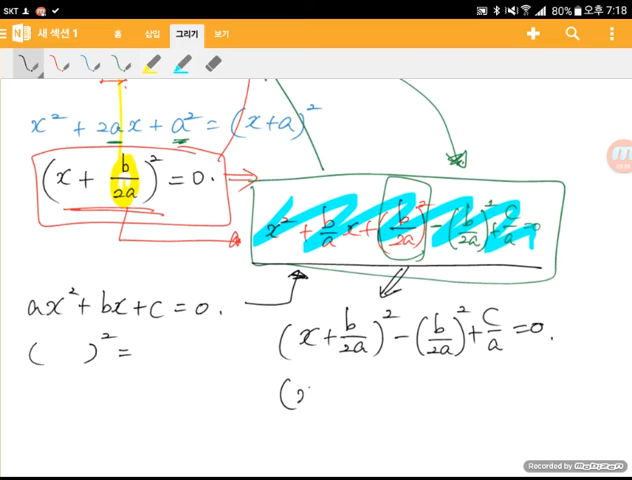 SKT 80% 오후 7:18
새 섹션 1 홈 삽입 그리기 보기
x² + 2ax + a² = (x+a)²
(x + b/2a)² = 0.
x² + b/a x + (b/2a)² - (b/2a)² + c/a = 0
ax² + bx + c = 0.
( )² =
(x + b/2a)² - (b/2a)² + c/a = 0.
(
Recorded by Mobizen